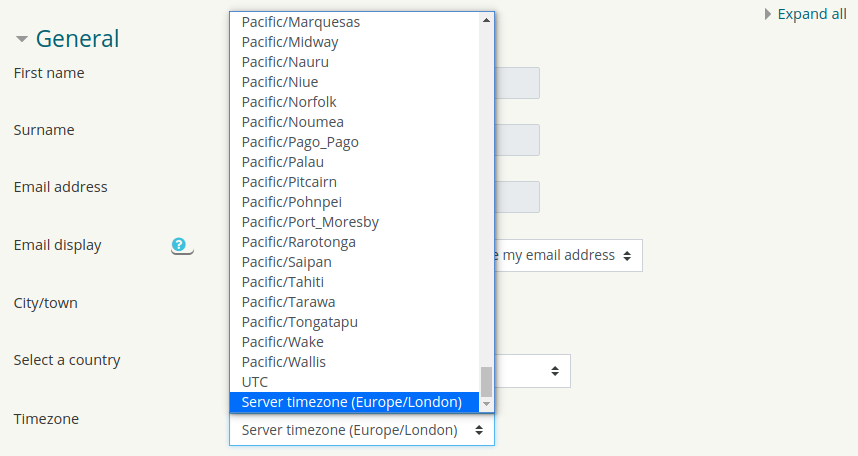 Expand all
General
First name
Surname
Email address
Email display
?
e my email address
City/town
Select a country
Timezone
Pacific/Marquesas
Pacific/Midway
Pacific/Nauru
Pacific/Niue
Pacific/Norfolk
Pacific/Noumea
Pacific/Pago_Pago
Pacific/Palau
Pacific/Pitcairn
Pacific/Pohnpei
Pacific/Port_Moresby
Pacific/Rarotonga
Pacific/Saipan
Pacific/Tahiti
Pacific/Tarawa
Pacific/Tongatapu
Pacific/Wake
Pacific/Wallis
UTC
Server timezone (Europe/London)
Server timezone (Europe/London)